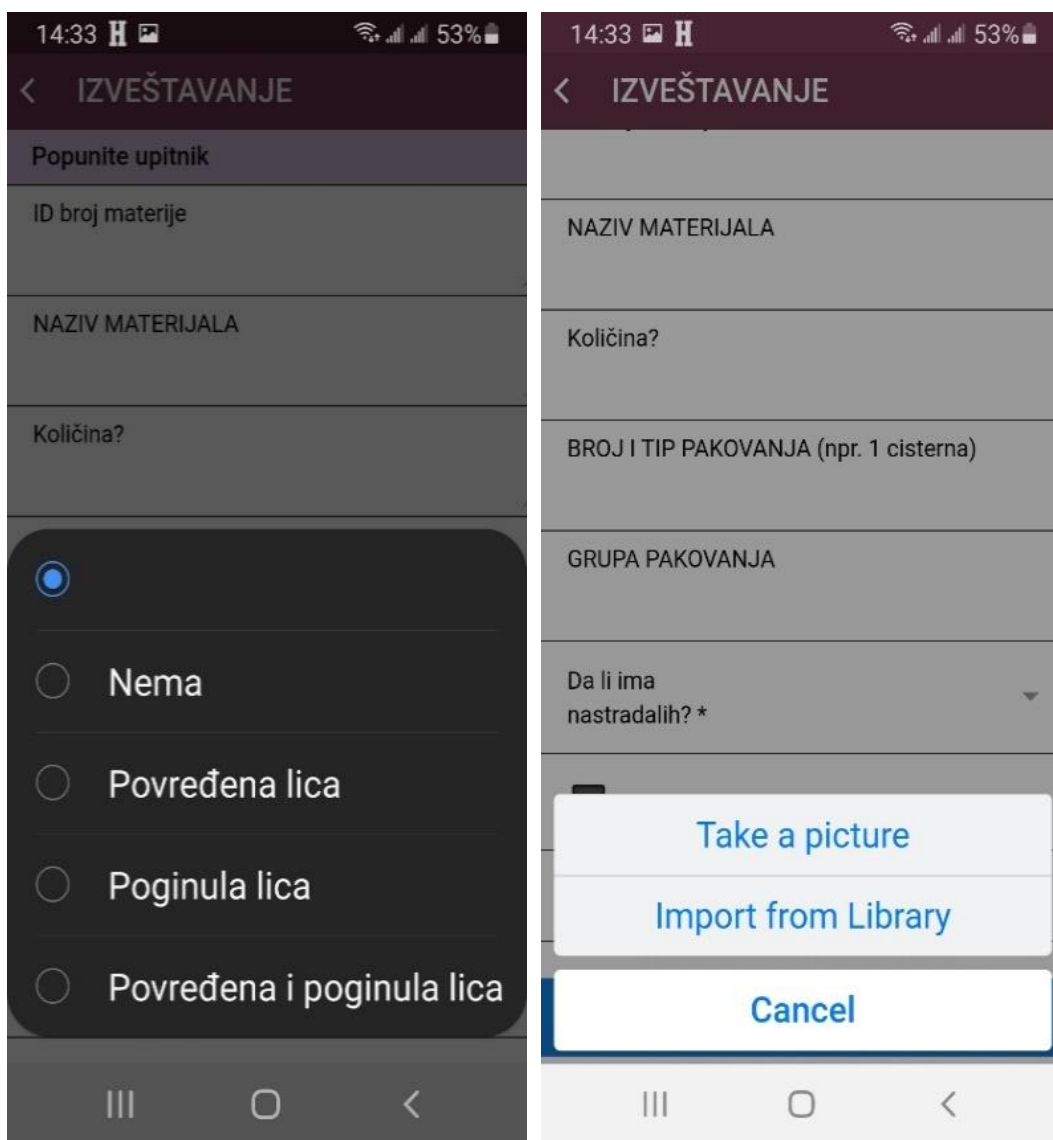 14:33 H 53%
IZVEŠTAVANJE
Popunite upitnik
ID broj materije
NAZIV MATERIJALA
Količina?
Nema
Povređena lica
Poginula lica
Povređena i poginula lica
14:33 H 53%
IZVEŠTAVANJE
NAZIV MATERIJALA
Količina?
BROJ I TIP PAKOVANJA (npr. 1 cisterna)
GRUPA PAKOVANJA
Da li ima
nastradalih? *
Take a picture
Import from Library
Cancel